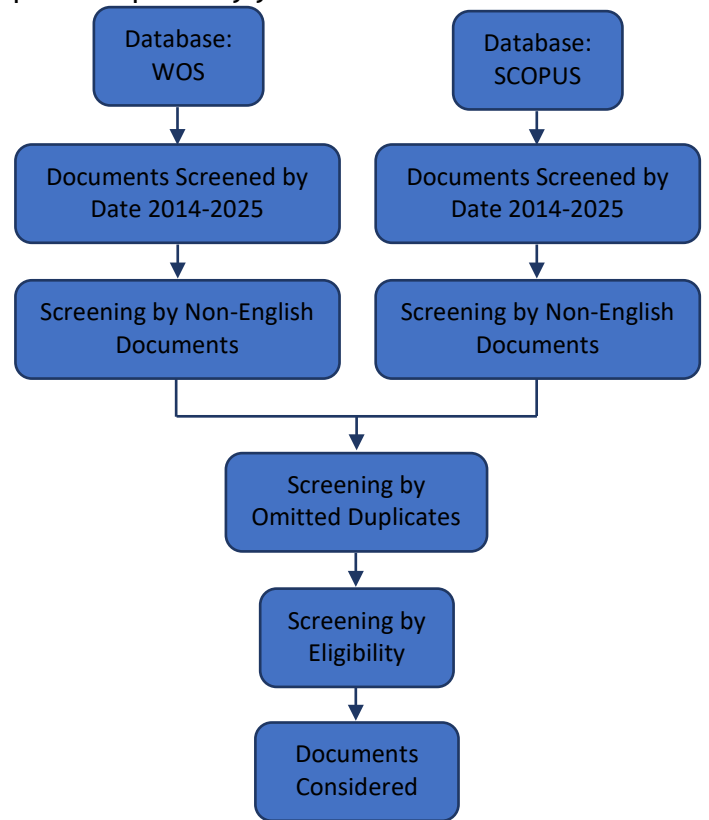 Database:
WOS
Database:
SCOPUS
Documents Screened by
Date 2014-2025
Documents Screened by
Date 2014-2025
Screening by Non-English
Documents
Screening by Non-English
Documents
Screening by
Omitted Duplicates
Screening by
Eligibility
Documents
Considered